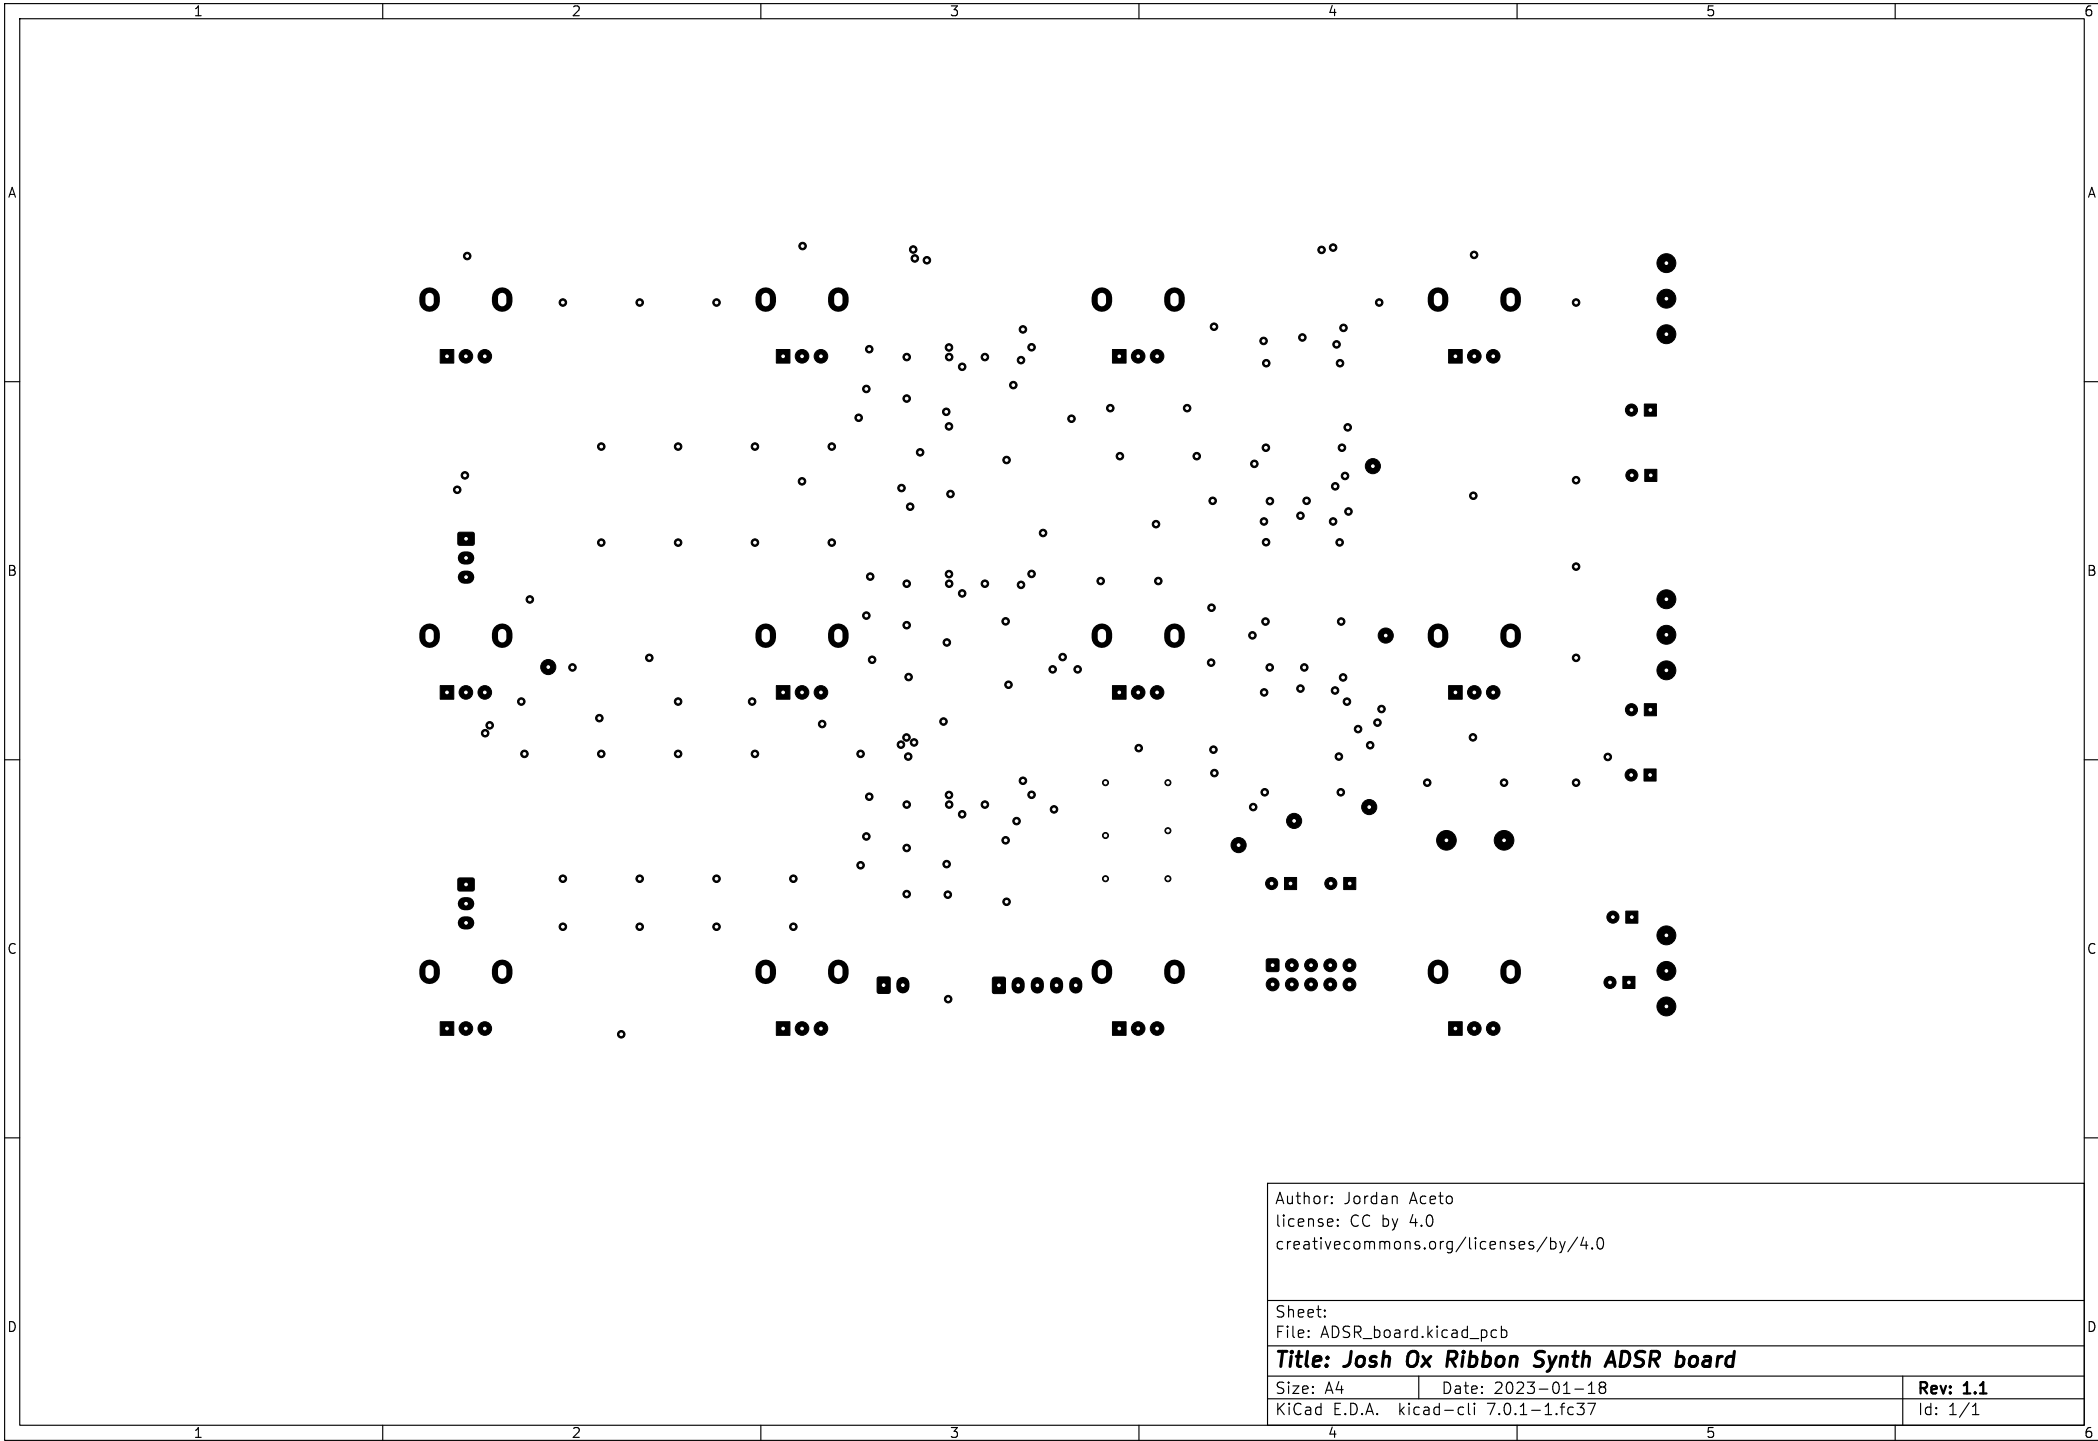 1 2 3 4 5 6
A A
B B
C C
Author: Jordan Aceto
license: CC by 4.0
creativecommons.org/licenses/by/4.0
Sheet:
D D
File: ADSR_board.kicad_pcb
Title: Josh Ox Ribbon Synth ADSR board
Size: A4 Date: 2023-01-18 Rev: 1.1
KiCad E.D.A. kicad-cli 7.0.1-1.fc37 Id: 1/1
1 2 3 4 5 6